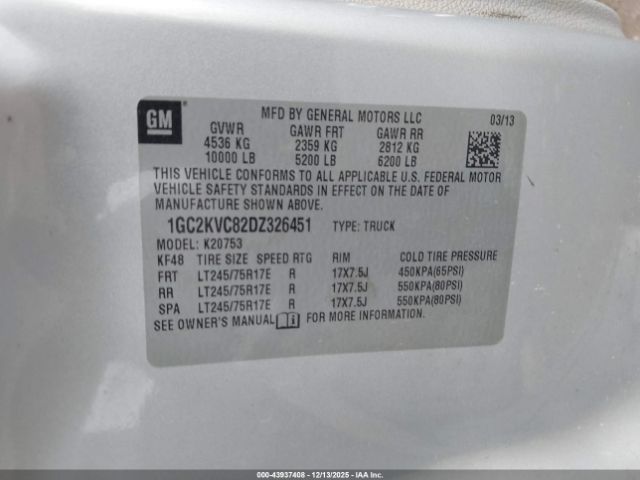 GM
MFD BY GENERAL MOTORS LLC 03/13
GVWR GAWR FRT GAWR RR
4536 KG 2359 KG 2812 KG
10000 LB 5200 LB 6200 LB
THIS VEHICLE CONFORMS TO ALL APPLICABLE U.S. FEDERAL MOTOR
VEHICLE SAFETY STANDARDS IN EFFECT ON THE DATE OF
MANUFACTURE SHOWN ABOVE.
1GC2KVC82DZ326451 TYPE: TRUCK
MODEL: K20753
KF48 TIRE SIZE SPEED RTG RIM COLD TIRE PRESSURE
FRT LT245/75R17E R 17X7.5J 450KPA(65PSI)
RR LT245/75R17E R 17X7.5J 550KPA(80PSI)
SPA LT245/75R17E R 17X7.5J 550KPA(80PSI)
SEE OWNER'S MANUAL FOR MORE INFORMATION.
000-43937408 - 12/13/2025 - COPYRIGHT IAA, LLC.